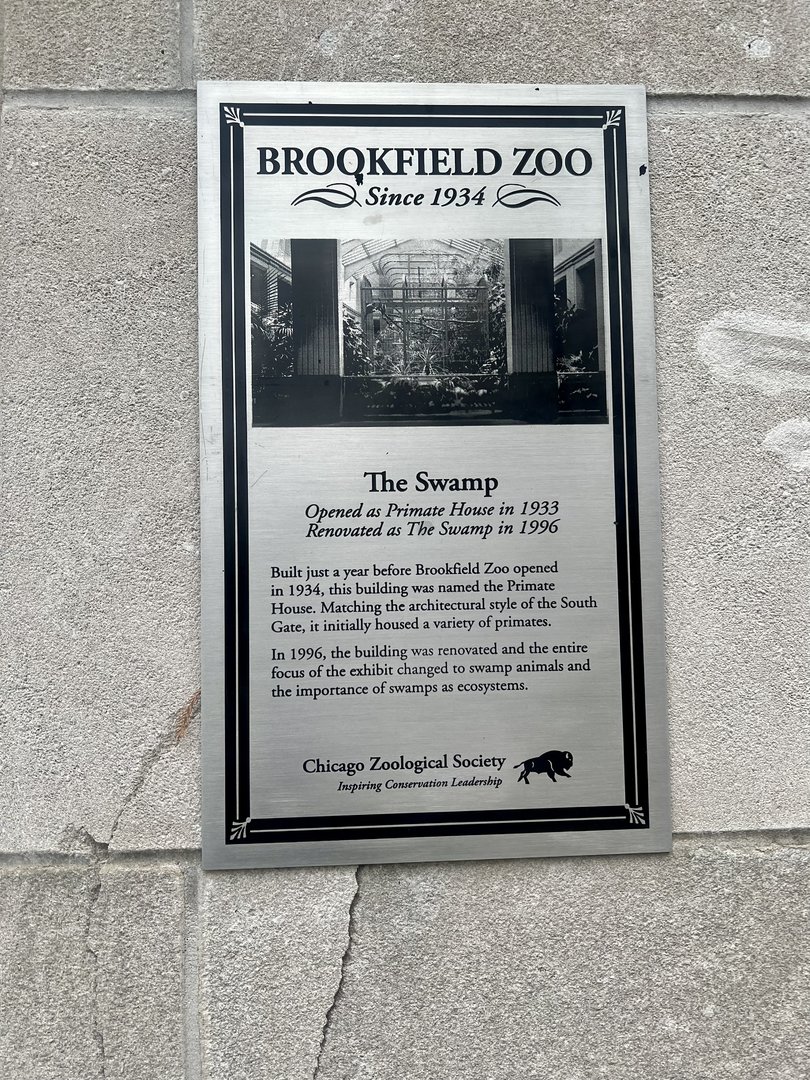 BROOKFIELD ZOO
Since 1934
The Swamp
Opened as Primate House in 1933
Renovated as The Swamp in 1996
Built just a year before Brookfield Zoo opened
in 1934, this building was named the Primate
House. Matching the architectural style of the South
Gate, it initially housed a variety of primates.
In 1996, the building was renovated and the entire
focus of the exhibit changed to swamp animals and
the importance of swamps as ecosystems.
Chicago Zoological Society
Inspiring Conservation Leadership